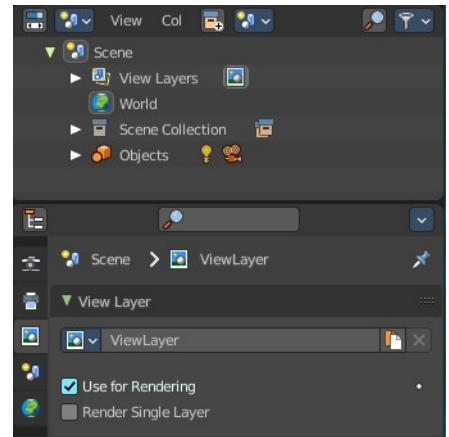 View Col
Scene
View Layers
World
Scene Collection
Objects
Scene ViewLayer
View Layer
ViewLayer
Use for Rendering
Render Single Layer